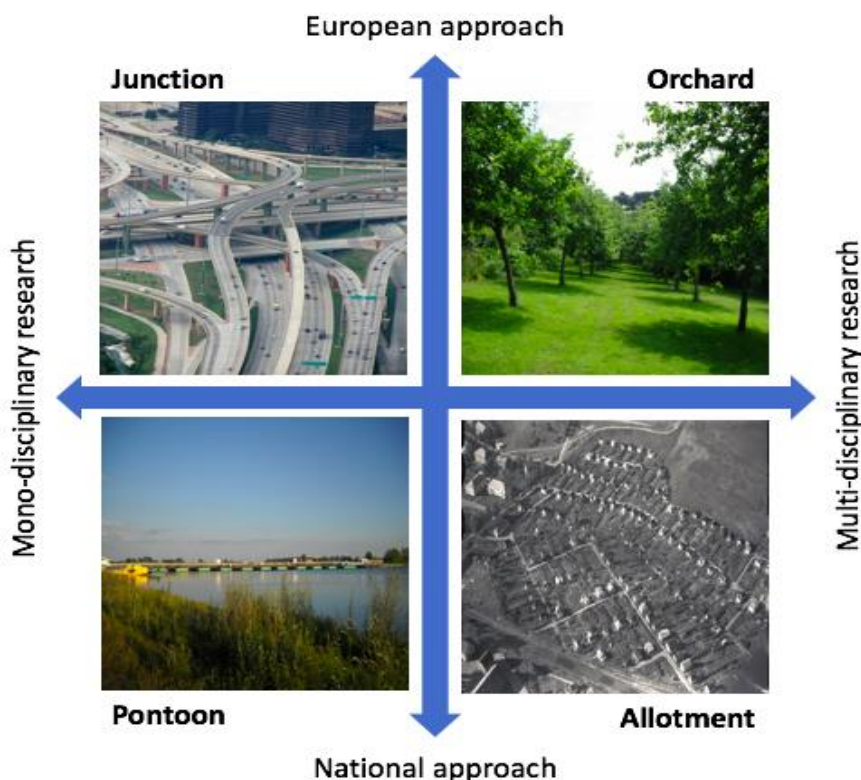 European approach
Junction
Orchard
Mono-disciplinary research
Multi-disciplinary research
Pontoon
Allotment
National approach